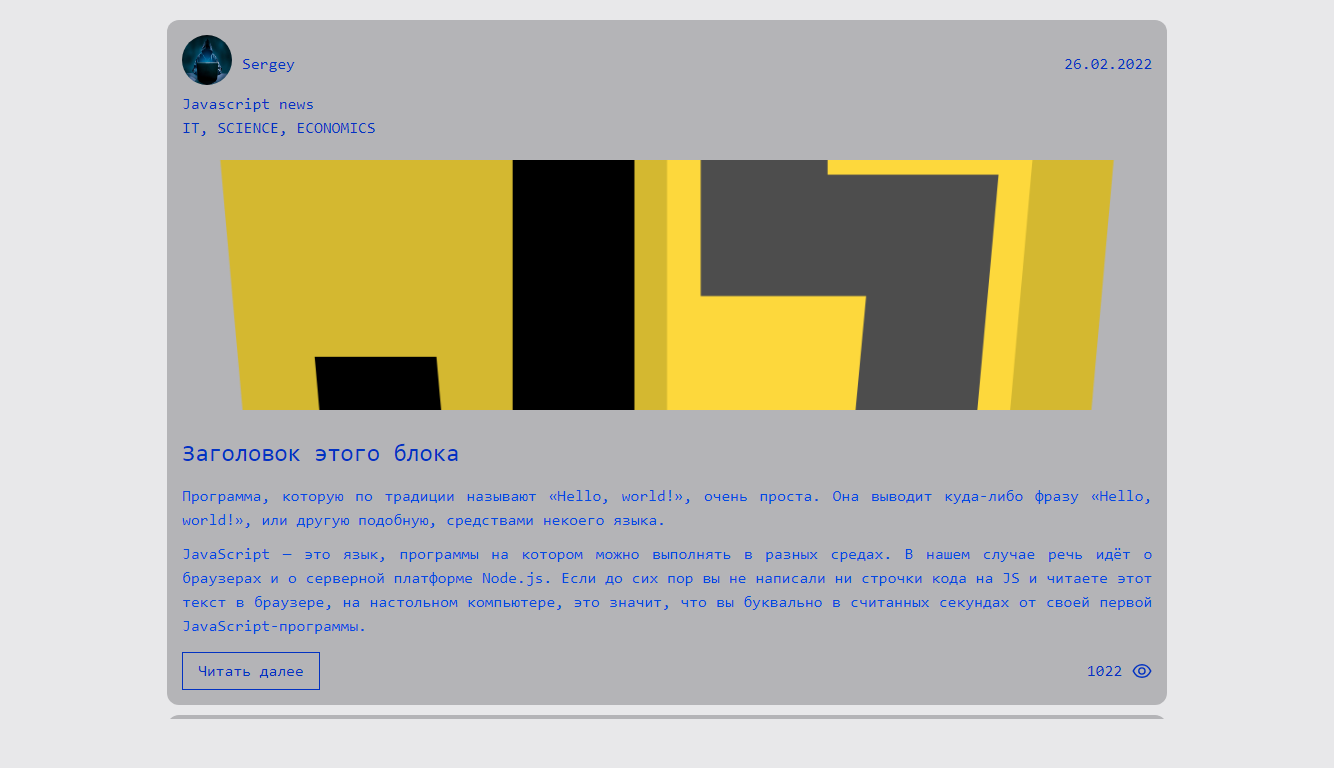 Sergey 26.02.2022
Javascript news
IT, SCIENCE, ECONOMICS
Заголовок этого блока
Программа, которую по традиции называют «Hello, world!», очень проста. Она выводит куда-либо фразу «Hello,
world!», или другую подобную, средствами некоего языка.
JavaScript — это язык, программы на котором можно выполнять в разных средах. В нашем случае речь идёт о
браузерах и о серверной платформе Node.js. Если до сих пор вы не написали ни строчки кода на JS и читаете этот
текст в браузере, на настольном компьютере, это значит, что вы буквально в считанных секундах от своей первой
JavaScript-программы.
Читать далее 1022